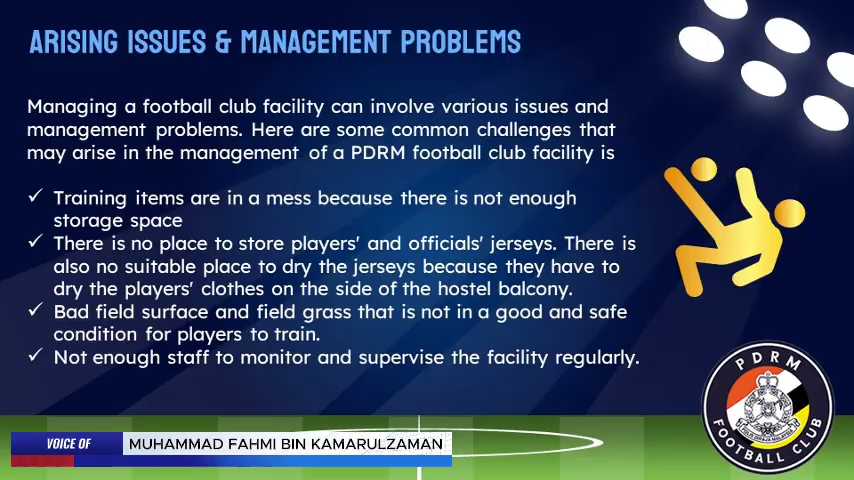 ARISING ISSUES & MANAGEMENT PROBLEMS
Managing a football club facility can involve various issues and
management problems. Here are some common challenges that
may arise in the management of a PDRM football club facility is
✓ Training items are in a mess because there is not enough
storage space
✓ There is no place to store players' and officials' jerseys. There is
also no suitable place to dry the jerseys because they have to
dry the players' clothes on the side of the hostel balcony.
✓ Bad field surface and field grass that is not in a good and safe
condition for players to train.
✓ Not enough staff to monitor and supervise the facility regularly.
PDRM
FOOTBALL CLUB
VOICE OF
MUHAMMAD FAHMI BIN KAMARULZAMAN